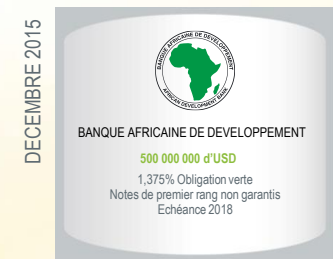 DECEMBRE 2015
BANQUE AFRICAINE DE DEVELOPPEMENT
AFRICAN DEVELOPMENT BANK
BANQUE AFRICAINE DE DEVELOPPEMENT
500 000 000 d’USD
1,375% Obligation verte
Notes de premier rang non garantis
Echéance 2018